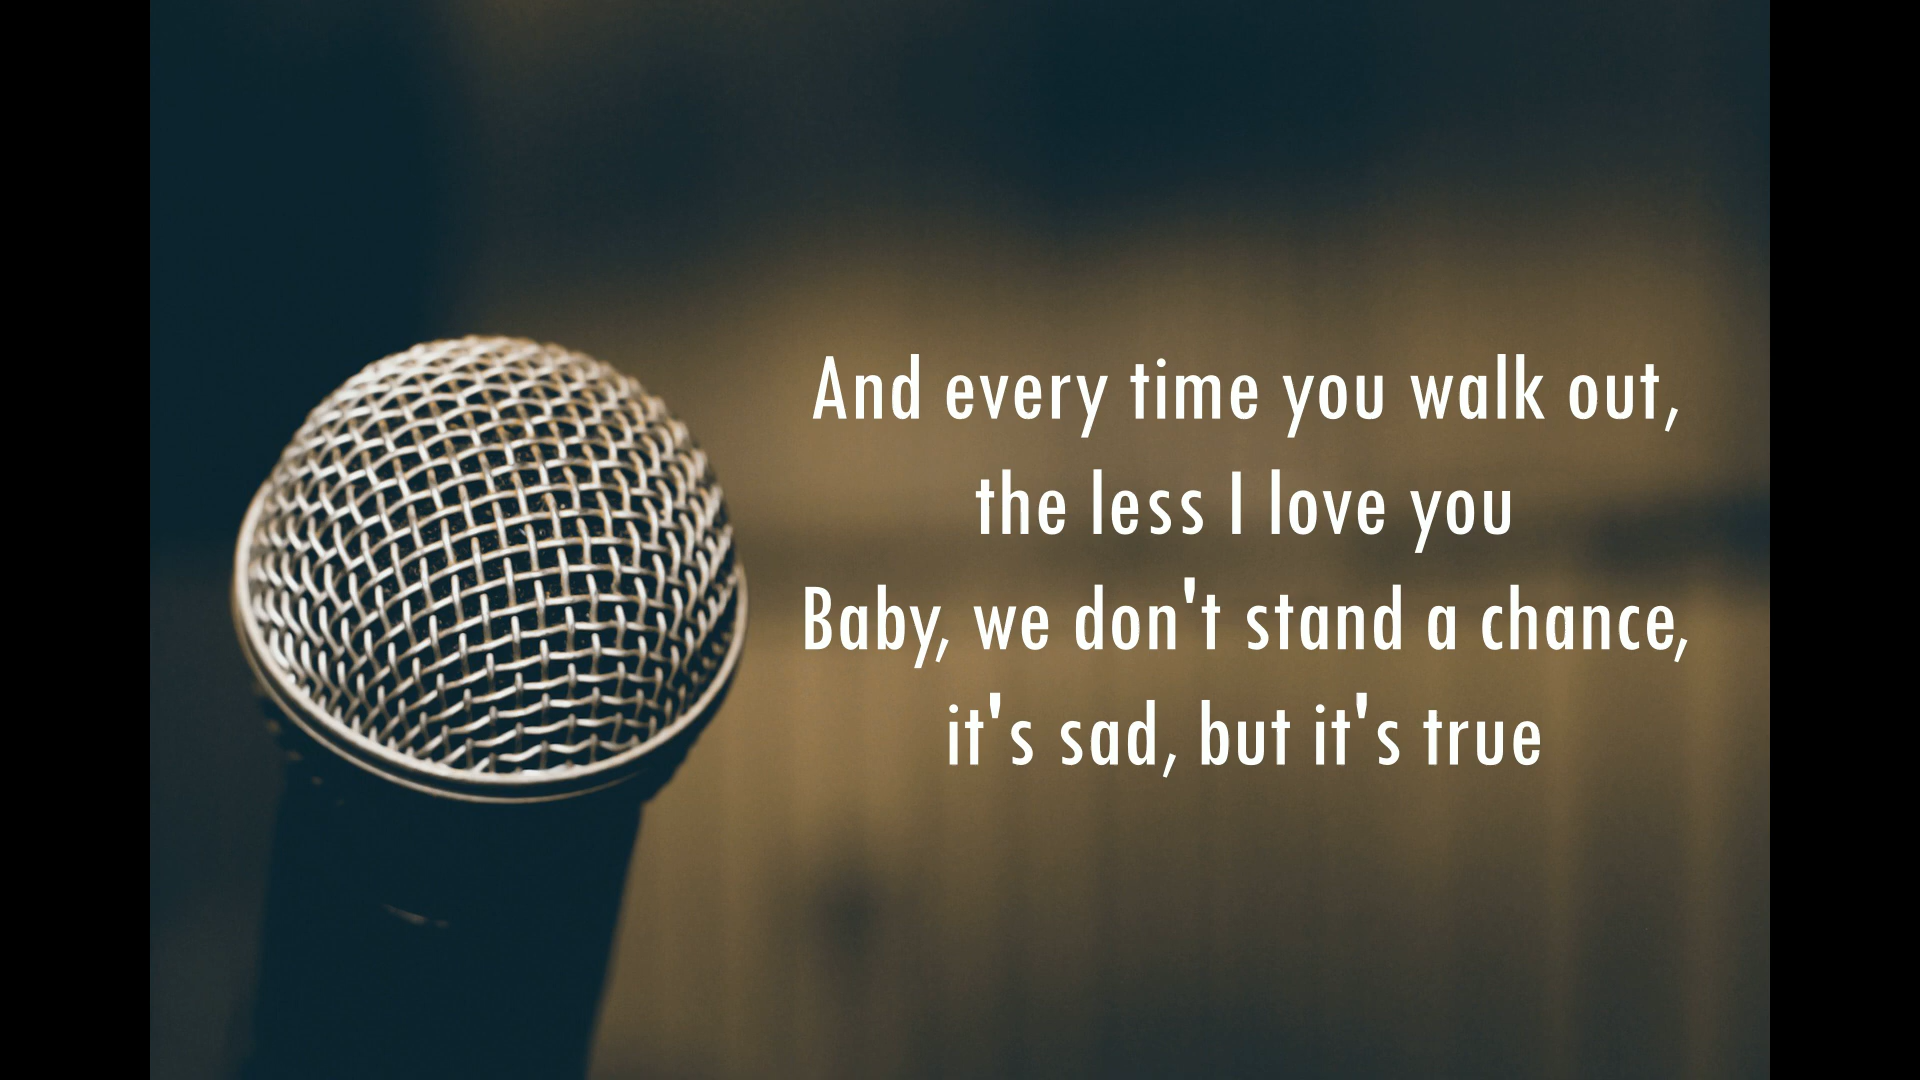 And every time you walk out,
the less I love you
Baby, we don't stand a chance,
it's sad, but it's true